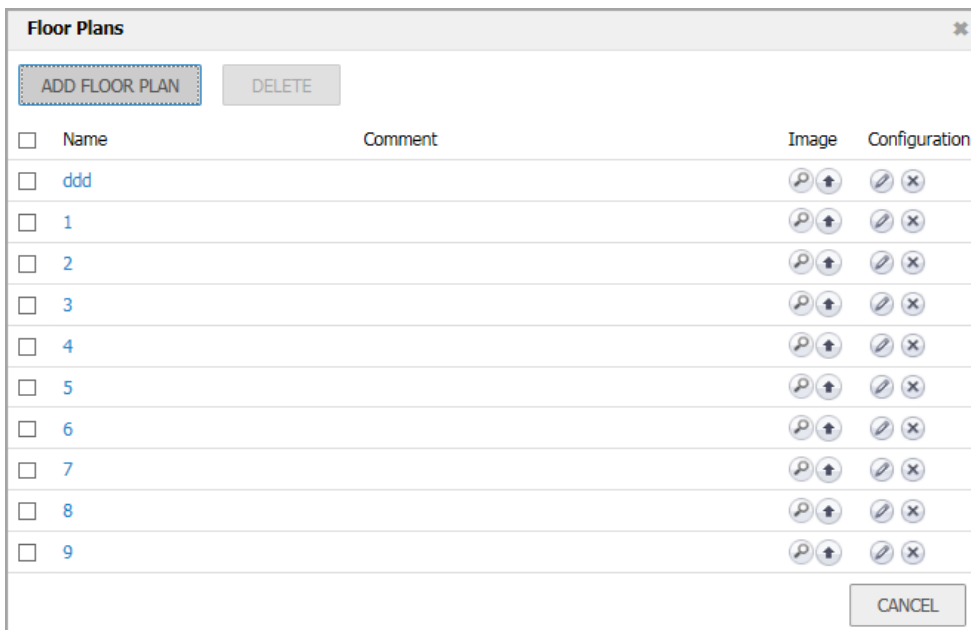 Floor Plans
ADD FLOOR PLAN DELETE
Name Comment Image Configuration
ddd
1
2
3
4
5
6
7
8
9
CANCEL